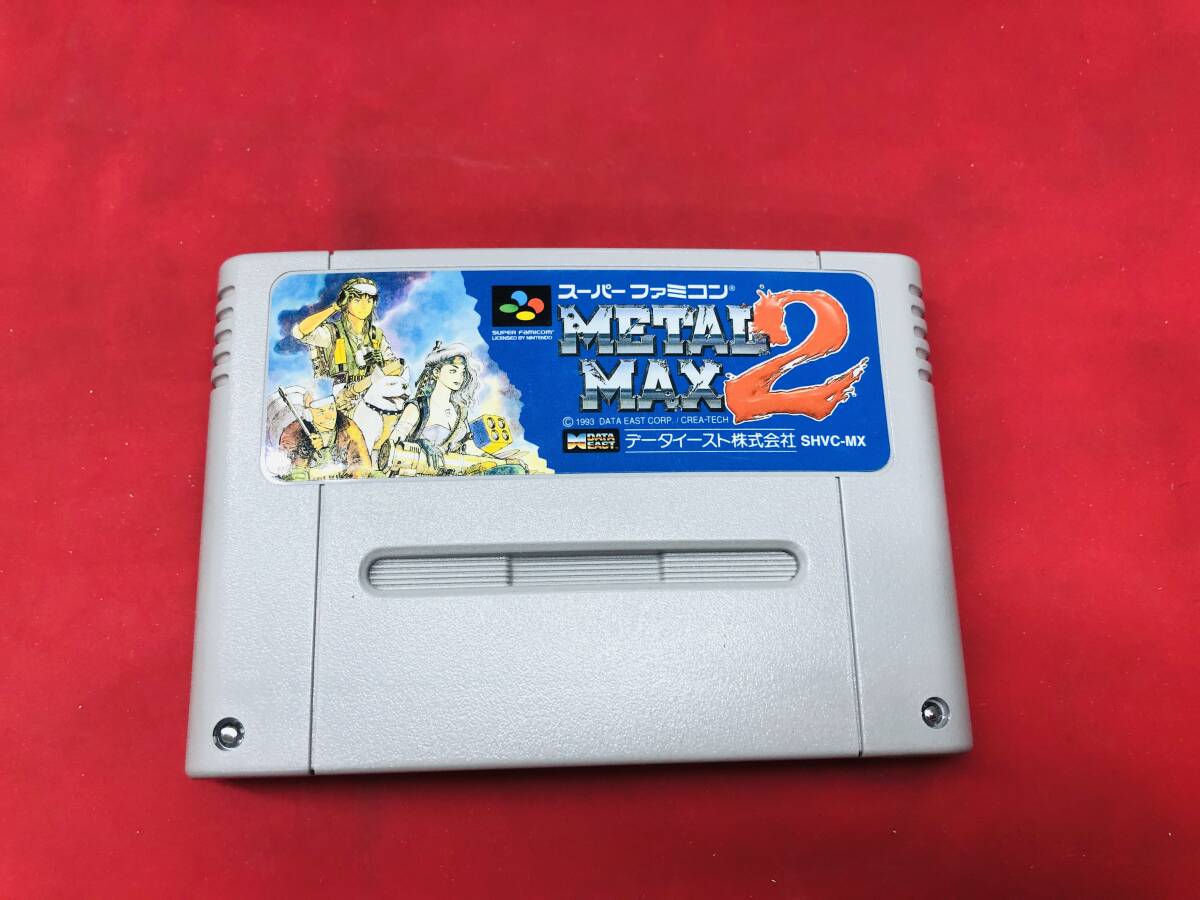 スーパーファミコン®
SUPER FAMICOM™
LICENSED BY NINTENDO
METAL
MAX 2
© 1993 DATA EAST CORP. / CREA-TECH
DATA
EAST
データイースト株式会社 SHVC-MX